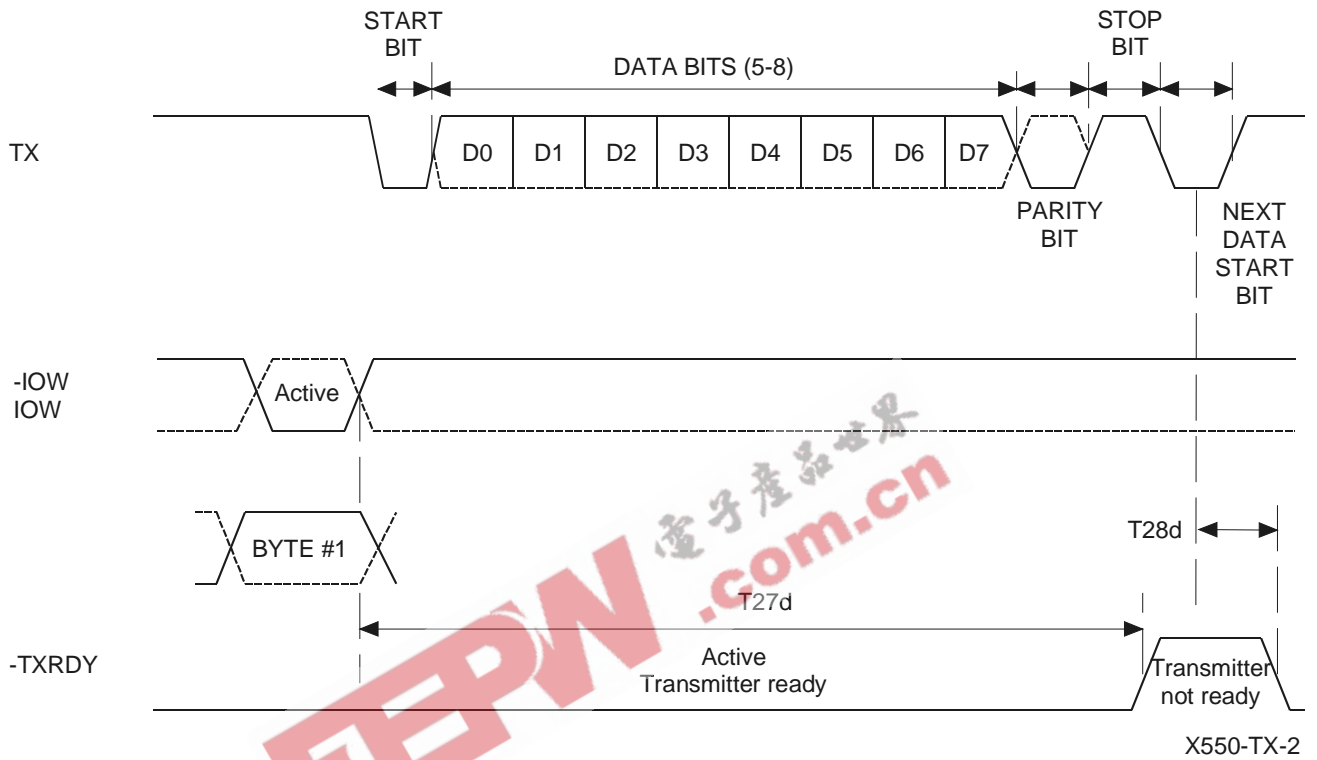 START
BIT
STOP
BIT
DATA BITS (5-8)
TX
D0 D1 D2 D3 D4 D5 D6 D7
PARITY
BIT
NEXT
DATA
START
BIT
-IOW
IOW
Active
BYTE #1
T28d
電子產品世界
.com.cn
T27d
-TXRDY
Active
Transmitter ready
Transmitter
not ready
X550-TX-2